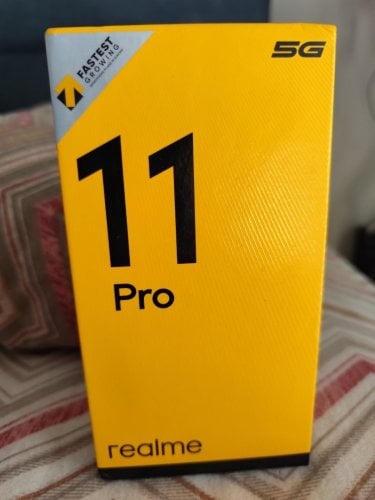 FASTEST
GROWING
5G
11
Pro
realme